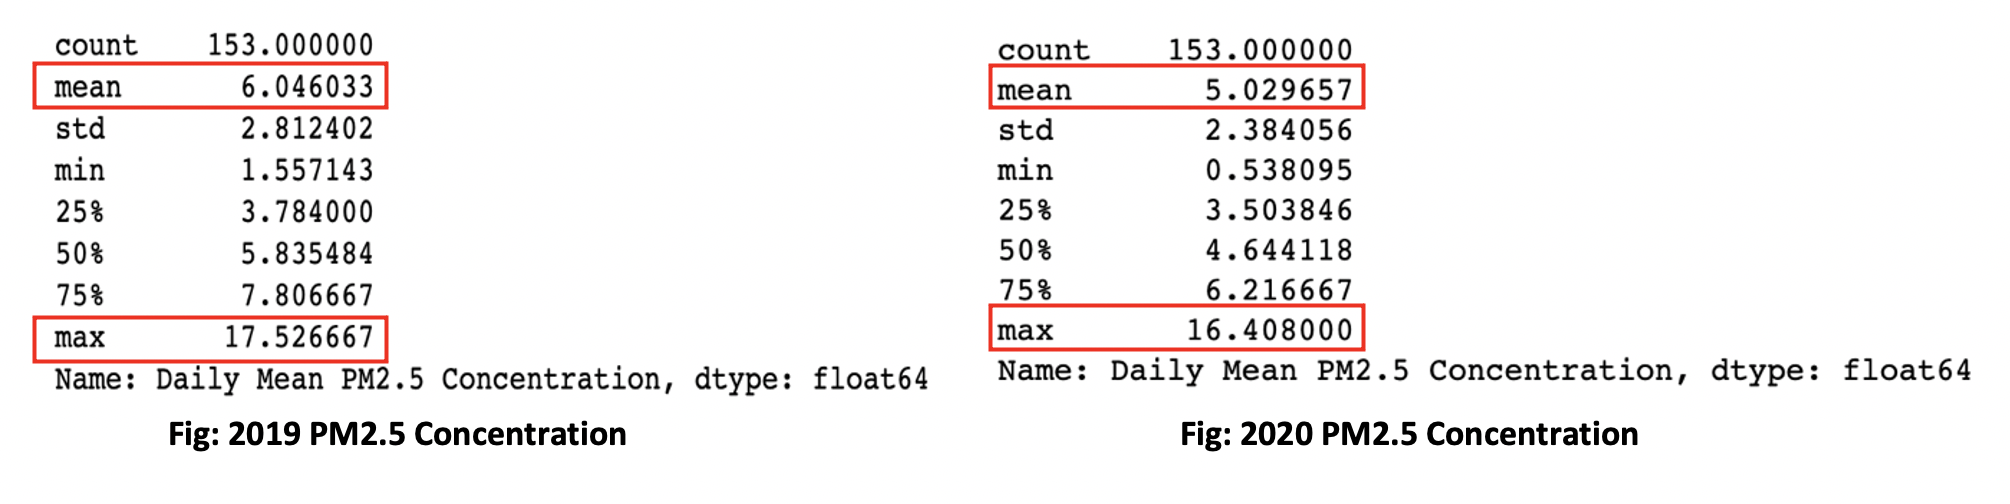 count 153.000000
mean 6.046033
std 2.812402
min 1.557143
25% 3.784000
50% 5.835484
75% 7.806667
max 17.526667
Name: Daily Mean PM2.5 Concentration, dtype: float64
Fig: 2019 PM2.5 Concentration
count 153.000000
mean 5.029657
std 2.384056
min 0.538095
25% 3.503846
50% 4.644118
75% 6.216667
max 16.408000
Name: Daily Mean PM2.5 Concentration, dtype: float64
Fig: 2020 PM2.5 Concentration